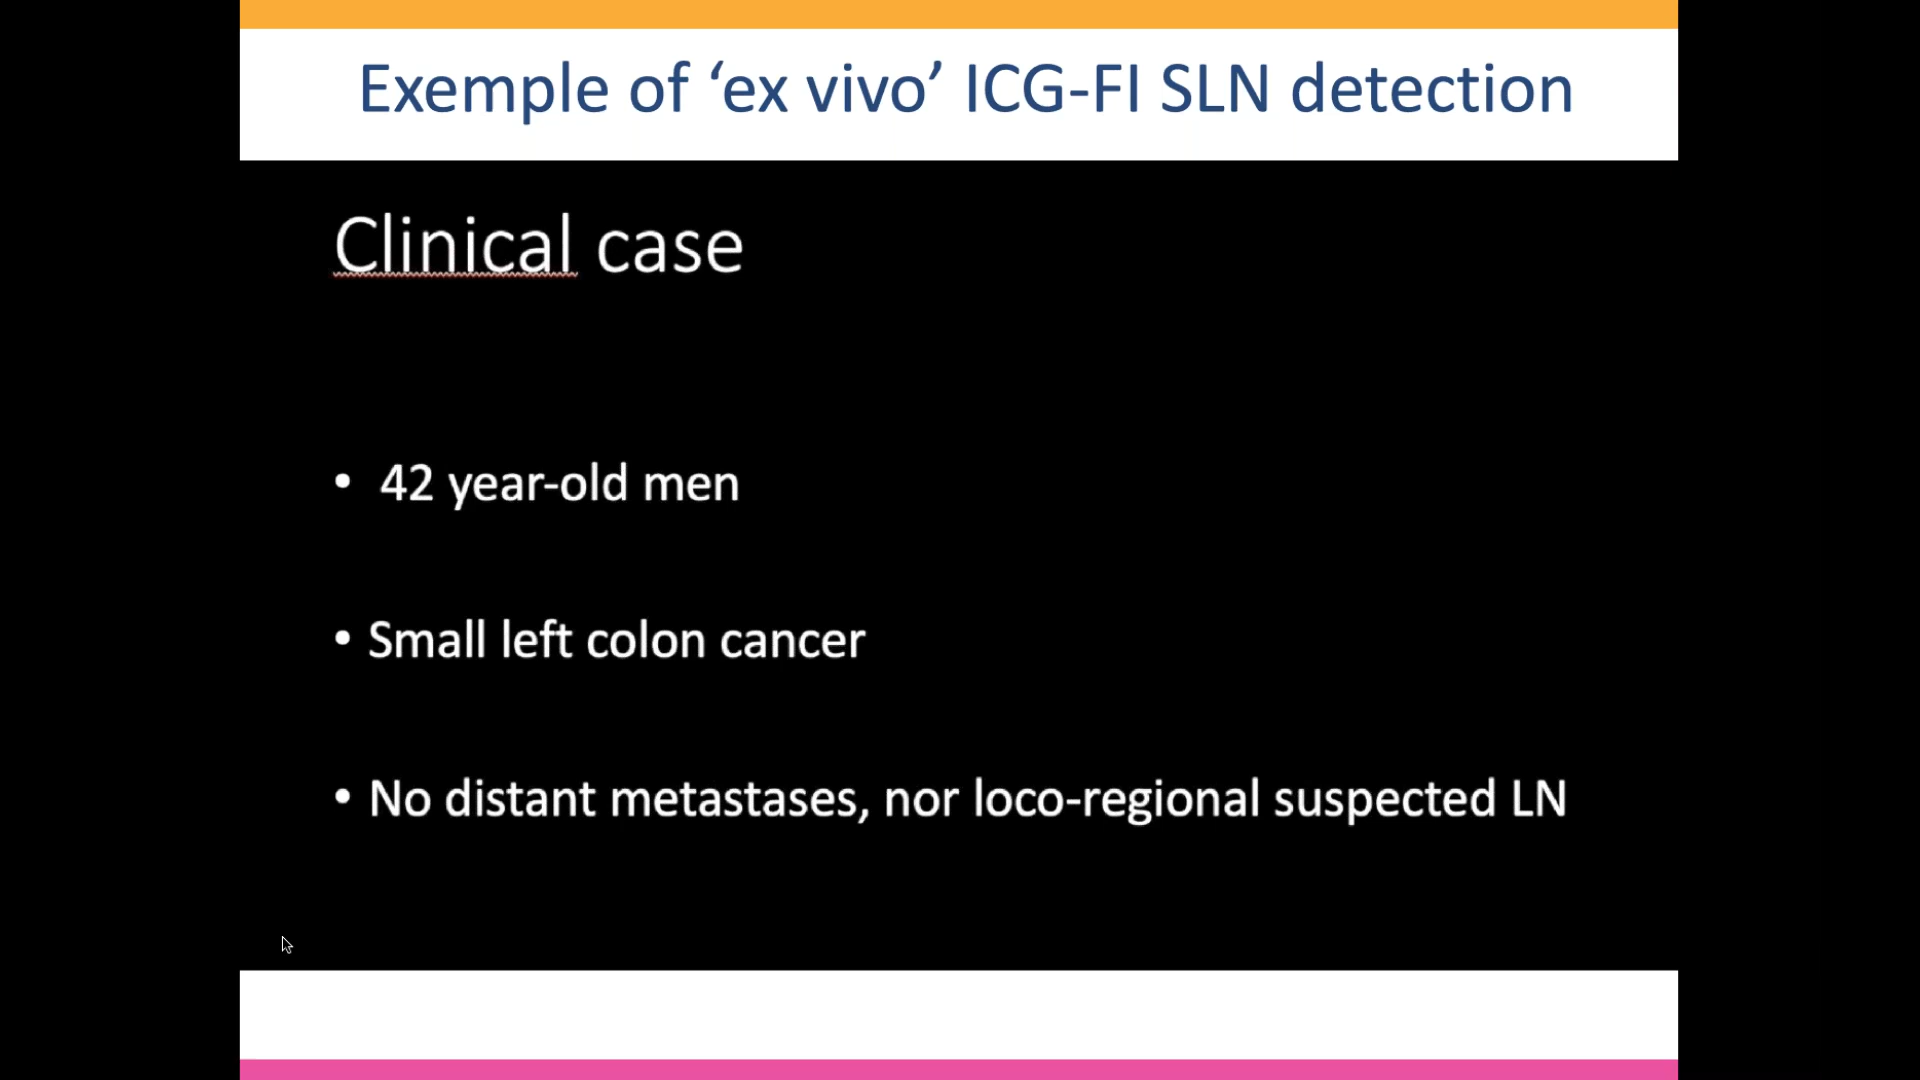 Exemple of ‘ex vivo’ ICG-FI SLN detection
Clinical case
• 42 year-old men
• Small left colon cancer
• No distant metastases, nor loco-regional suspected LN